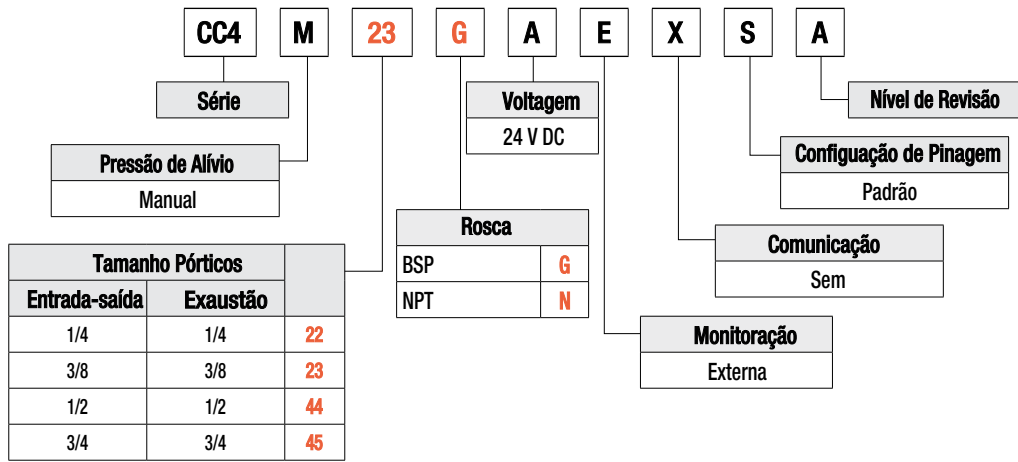 CC4 M 23 G A E X S A
Série
Voltagem
24 V DC
Nível de Revisão
Pressão de Alívio
Manual
Configuação de Pinagem
Padrão
Rosca
BSP G
NPT N
Comunicação
Sem
Tamanho Pórticos
Entrada-saída Exaustão
1/4 1/4 22
3/8 3/8 23
1/2 1/2 44
3/4 3/4 45
Monitoração
Externa